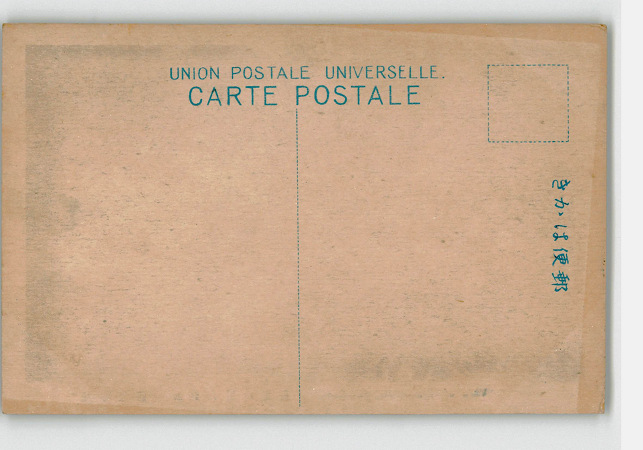 UNION POSTALE UNIVERSELLE.
CARTE POSTALE
きかは便郵